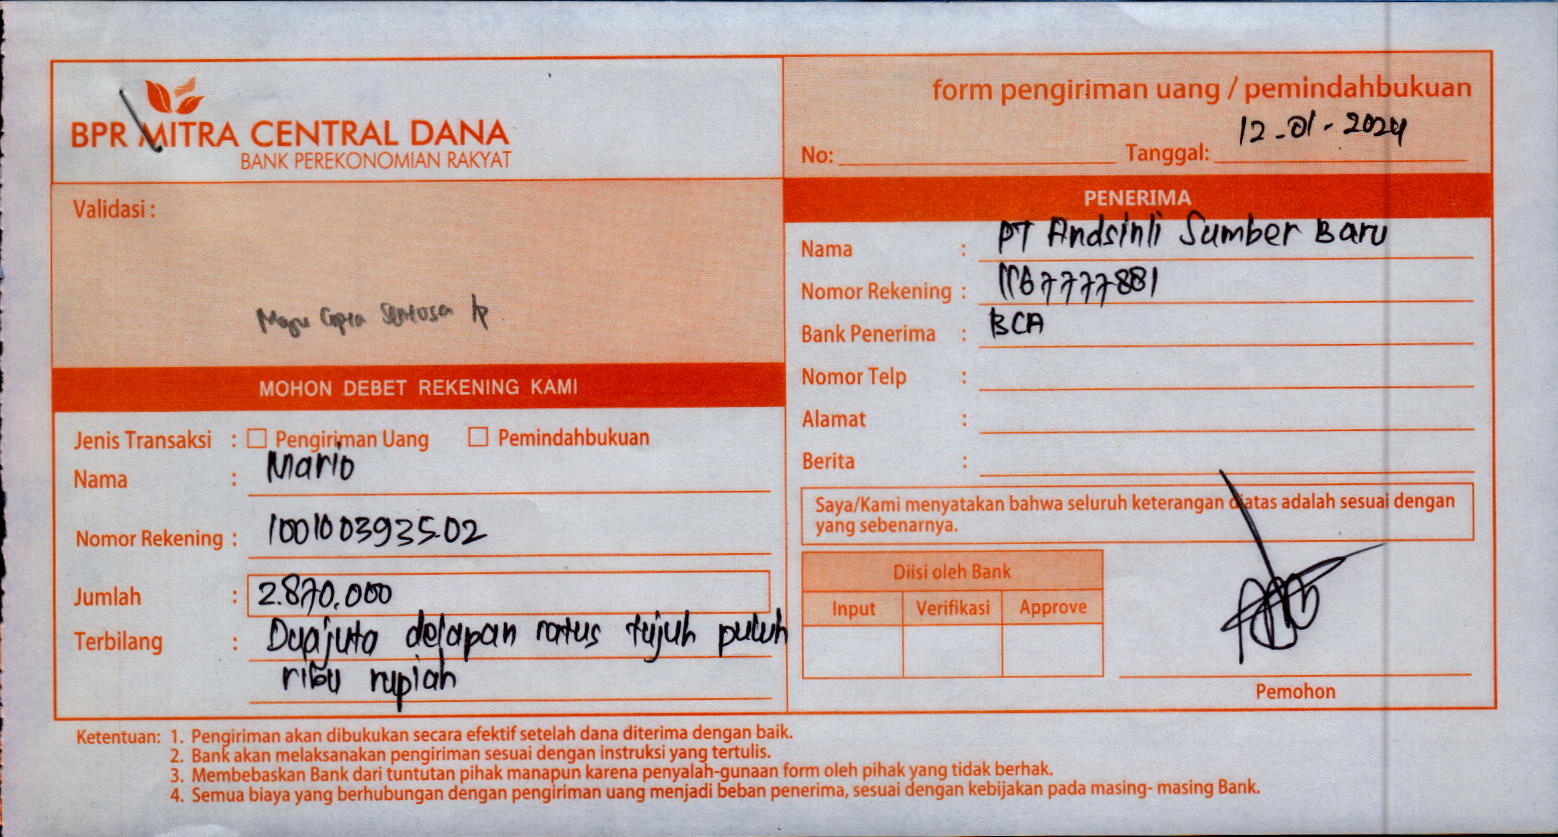 BPR MITRA CENTRAL DANA
BANK PEREKONOMIAN RAKYAT
form pengiriman uang / pemindahbukuan
No: Tanggal: 12-01-2024
Validasi :
Sentosa
MOHON DEBET REKENING KAMI
Jenis Transaksi : Pengiriman Uang Pemindahbukuan
Nama : Mario
Nomor Rekening : 100100393502
Jumlah : 2.870.000
Terbilang : Dua juta delapan ratus tujuh puluh
ribu rupiah
PENERIMA
Nama : PT Andsinli Sumber Baru
Nomor Rekening :
Bank Penerima : BCA
Nomor Telp :
Alamat :
Berita :
Saya/Kami menyatakan bahwa seluruh keterangan diatas adalah sesuai dengan
yang sebenarnya.
Diisi oleh Bank
Input Verifikasi Approve
Pemohon
Ketentuan: 1. Pengiriman akan dibukukan secara efektif setelah dana diterima dengan baik.
2. Bank akan melaksanakan pengiriman sesuai dengan instruksi yang tertulis.
3. Membebaskan Bank dari tuntutan pihak manapun karena penyalah-gunaan form oleh pihak yang tidak berhak.
4. Semua biaya yang berhubungan dengan pengiriman uang menjadi beban penerima, sesuai dengan kebijakan pada masing- masing Bank.